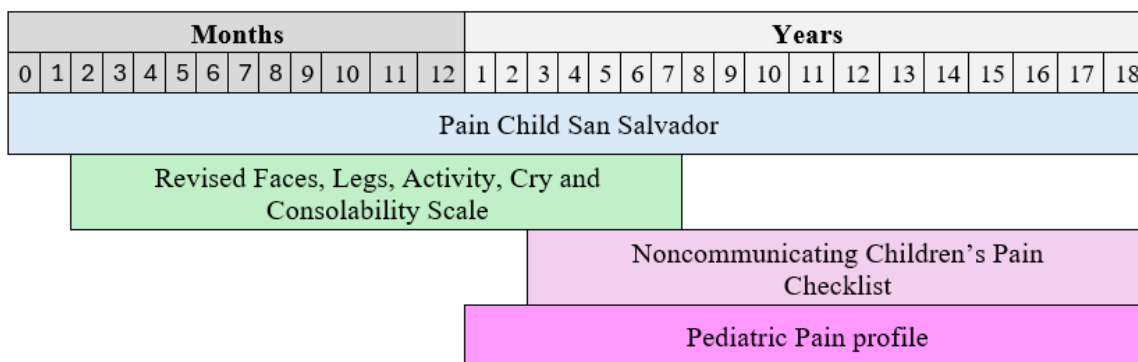 Months Years
0 1 2 3 4 5 6 7 8 9 10 11 12 1 2 3 4 5 6 7 8 9 10 11 12 13 14 15 16 17 18
Pain Child San Salvador
Revised Faces, Legs, Activity, Cry and
Consolability Scale
Noncommunicating Children’s Pain
Checklist
Pediatric Pain profile